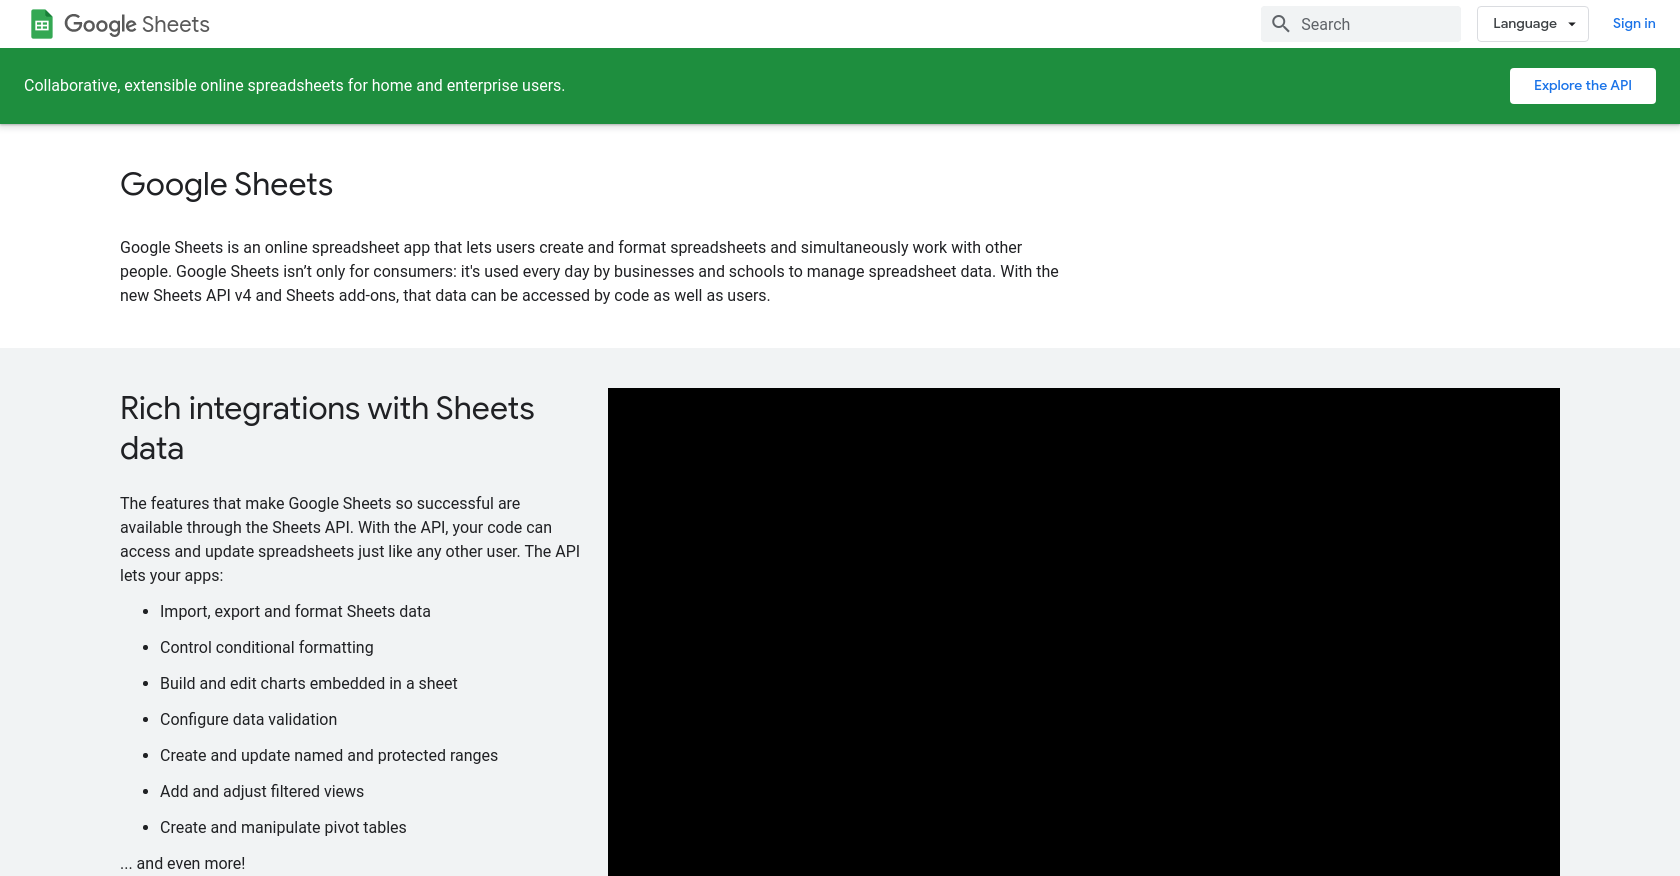 Google Sheets
Search
Language
Sign in
Collaborative, extensible online spreadsheets for home and enterprise users.
Explore the API
Google Sheets
Google Sheets is an online spreadsheet app that lets users create and format spreadsheets and simultaneously work with other
people. Google Sheets isn’t only for consumers: it's used every day by businesses and schools to manage spreadsheet data. With the
new Sheets API v4 and Sheets add-ons, that data can be accessed by code as well as users.
Rich integrations with Sheets
data
The features that make Google Sheets so successful are
available through the Sheets API. With the API, your code can
access and update spreadsheets just like any other user. The API
lets your apps:
• Import, export and format Sheets data
• Control conditional formatting
• Build and edit charts embedded in a sheet
• Configure data validation
• Create and update named and protected ranges
• Add and adjust filtered views
• Create and manipulate pivot tables
... and even more!